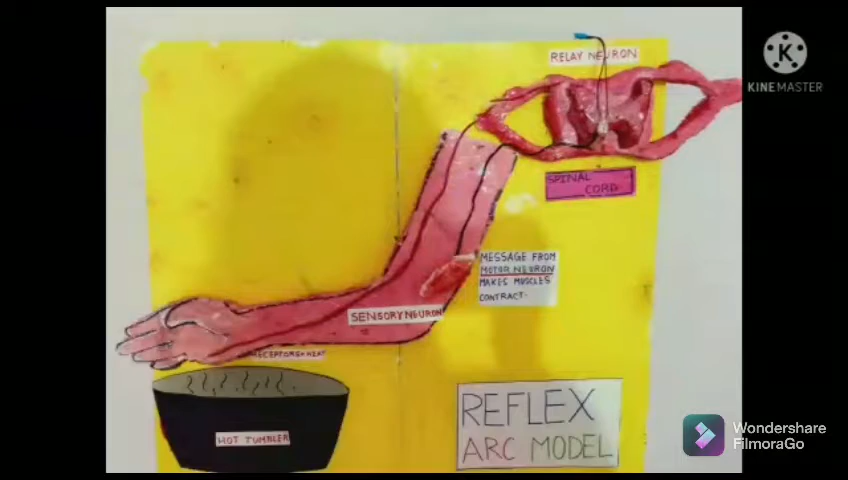 RELAY NEURON
KINEMASTER
SPINAL
CORD
MESSAGE FROM
MOTOR NEURON
MAKES MUSCLES
CONTRACT.
SENSORY NEURON
HOT TUMBLER
REFLEX
ARC MODEL
Wondershare
FilmoraGo